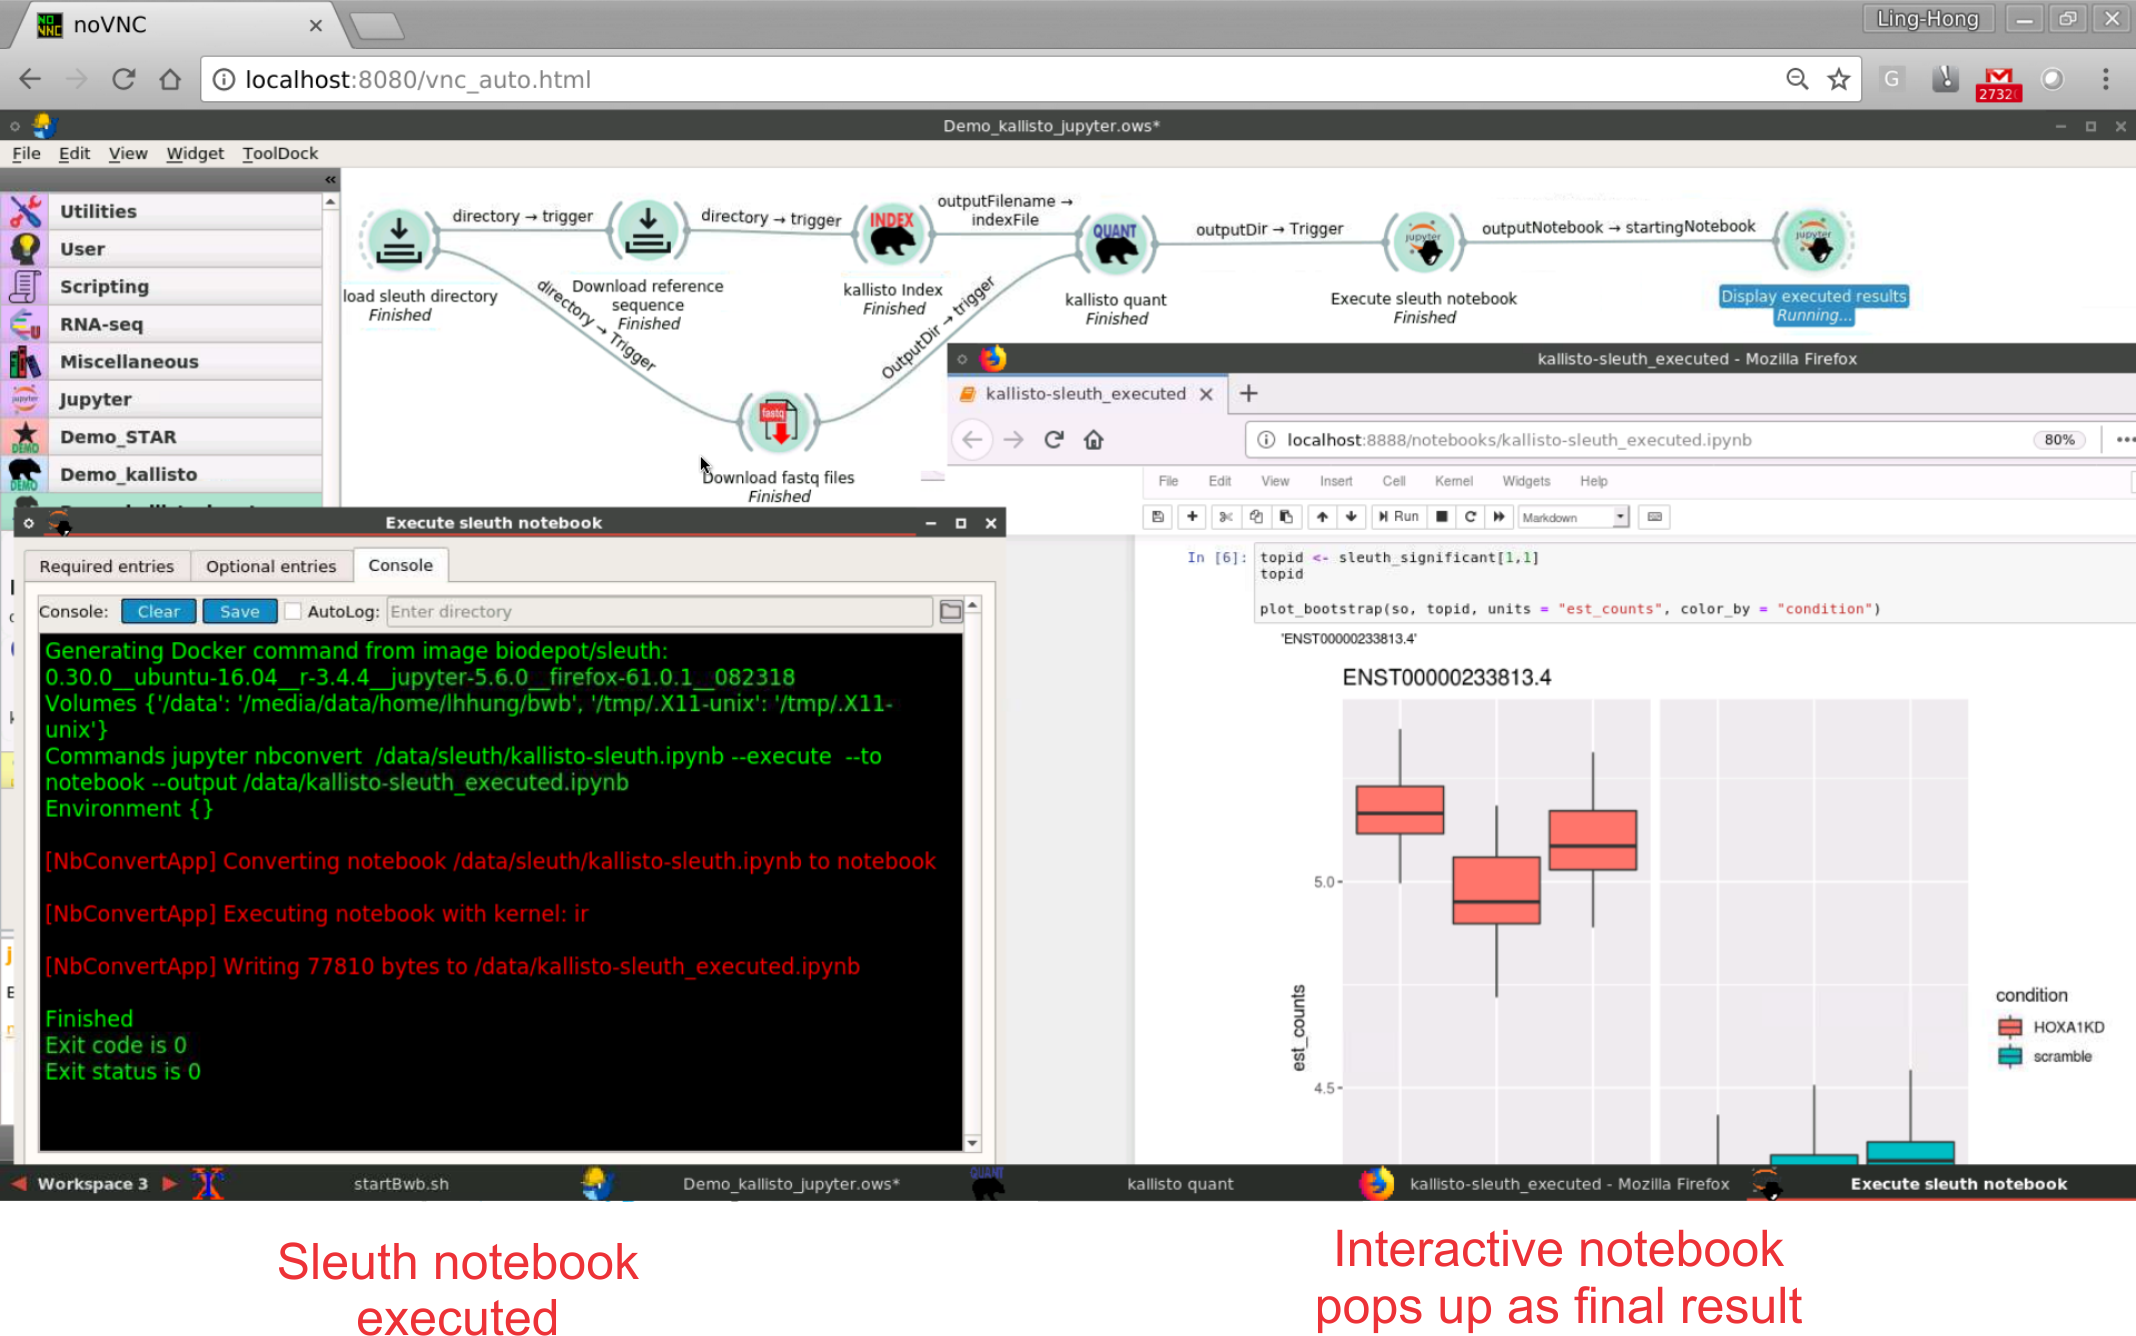 noVNC
Ling-Hong
localhost:8080/vnc_auto.html
G
2732
Demo_kallisto_jupyter.ows*
File Edit View Widget ToolDock
Utilities
User
Scripting
RNA-seq
Miscellaneous
Jupyter
Demo_STAR
Demo_kallisto
directory → trigger
directory → trigger
outputFilename →
indexFile
outputDir → Trigger
outputNotebook → startingNotebook
directory → Trigger
OutputDir → trigger
INDEX
QUANT
jupyter
jupyter
fastq
load sleuth directory
Finished
Download reference
sequence
Finished
kallisto Index
Finished
kallisto quant
Finished
Execute sleuth notebook
Finished
Display executed results
Running...
Download fastq files
Finished
kallisto-sleuth_executed - Mozilla Firefox
kallisto-sleuth_executed
localhost:8888/notebooks/kallisto-sleuth_executed.ipynb
80%
File Edit View Insert Cell Kernel Widgets Help
Run
Markdown
In [6]: topid <- sleuth_significant[1,1]
topid
plot_bootstrap(so, topid, units = "est_counts", color_by = "condition")
'ENST00000233813.4'
ENST00000233813.4
5.0
4.5
est_counts
condition
HOXA1KD
scramble
Execute sleuth notebook
Required entries Optional entries Console
Console: Clear Save AutoLog: Enter directory
Generating Docker command from image biodepot/sleuth:
0.30.0__ubuntu-16.04__r-3.4.4__jupyter-5.6.0__firefox-61.0.1__082318
Volumes {'/data': '/media/data/home/lhhung/bwb', '/tmp/.X11-unix': '/tmp/.X11-
unix'}
Commands jupyter nbconvert /data/sleuth/kallisto-sleuth.ipynb --execute --to
notebook --output /data/kallisto-sleuth_executed.ipynb
Environment {}
[NbConvertApp] Converting notebook /data/sleuth/kallisto-sleuth.ipynb to notebook
[NbConvertApp] Executing notebook with kernel: ir
[NbConvertApp] Writing 77810 bytes to /data/kallisto-sleuth_executed.ipynb
Finished
Exit code is 0
Exit status is 0
Workspace 3
startBwb.sh
Demo_kallisto_jupyter.ows*
QUANT
kallisto quant
kallisto-sleuth_executed - Mozilla Firefox
Execute sleuth notebook
Sleuth notebook
executed
Interactive notebook
pops up as final result